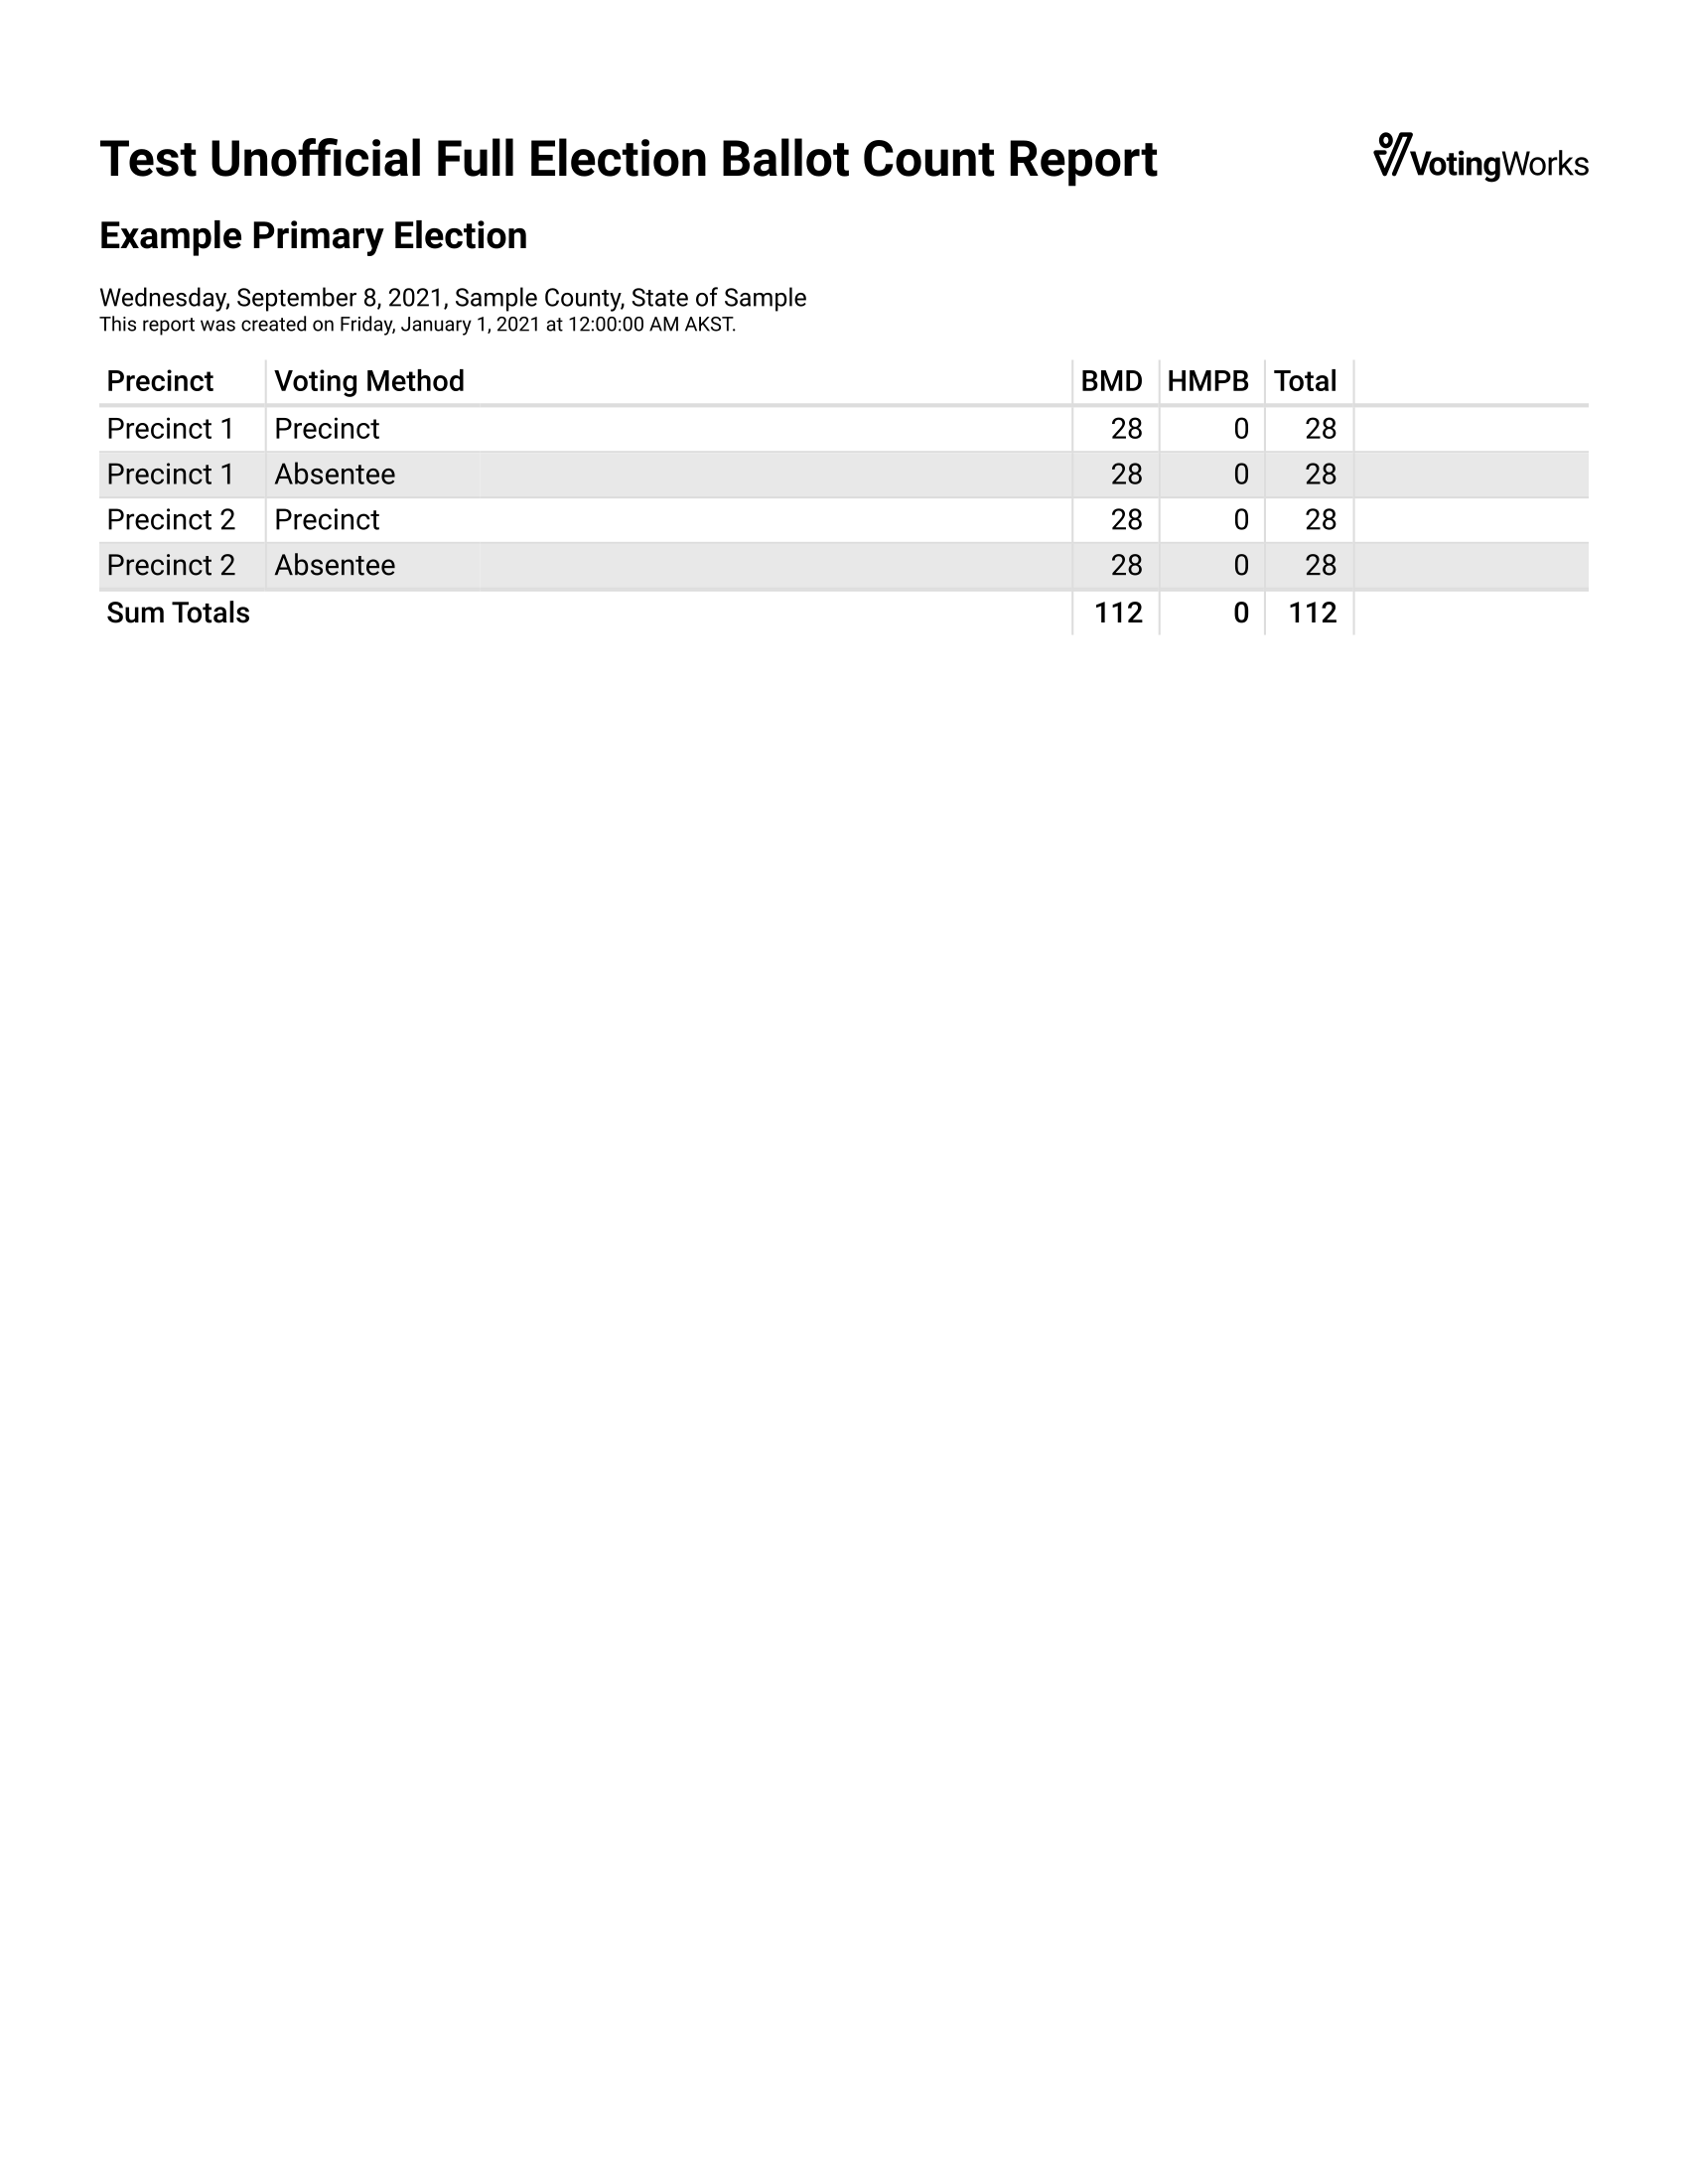 Test Unofficial Full Election Ballot Count Report
VotingWorks
Example Primary Election
Wednesday, September 8, 2021, Sample County, State of Sample
This report was created on Friday, January 1, 2021 at 12:00:00 AM AKST.
Precinct Voting Method BMD HMPB Total
Precinct 1 Precinct 28 0 28
Precinct 1 Absentee 28 0 28
Precinct 2 Precinct 28 0 28
Precinct 2 Absentee 28 0 28
Sum Totals 112 0 112